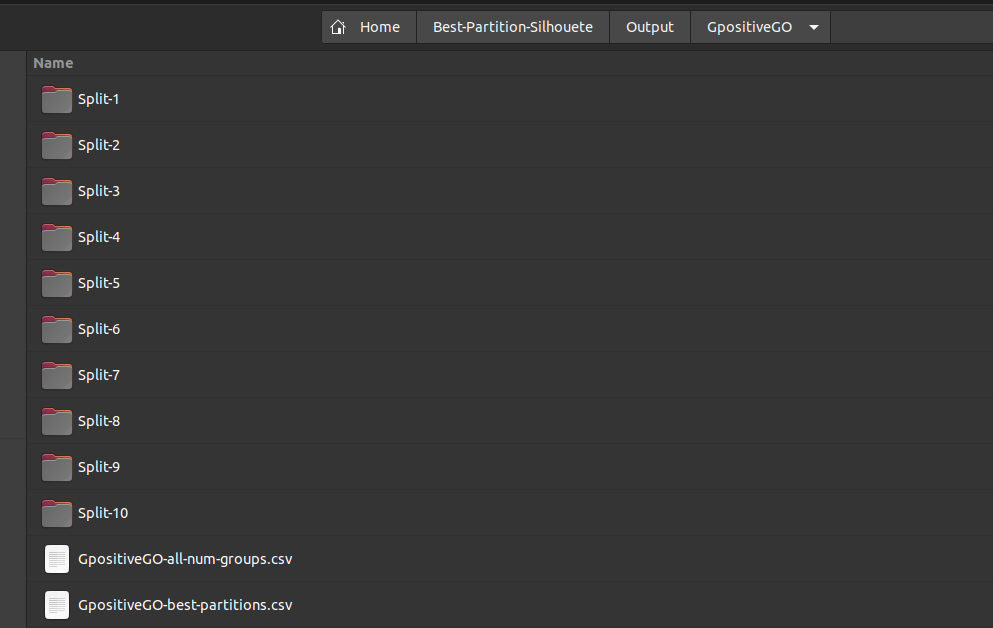 Home Best-Partition-Silhouete Output GpositiveGO
Name
Split-1
Split-2
Split-3
Split-4
Split-5
Split-6
Split-7
Split-8
Split-9
Split-10
GpositiveGO-all-num-groups.csv
GpositiveGO-best-partitions.csv